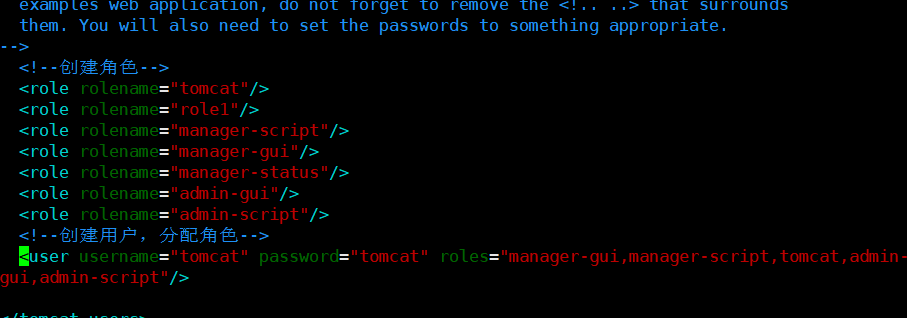 examples web application, do not forget to remove the <!.. ..> that surrounds
them. You will also need to set the passwords to something appropriate.
-->
<!--创建角色-->
<role rolename="tomcat"/>
<role rolename="role1"/>
<role rolename="manager-script"/>
<role rolename="manager-gui"/>
<role rolename="manager-status"/>
<role rolename="admin-gui"/>
<role rolename="admin-script"/>
<!--创建用户，分配角色-->
<user username="tomcat" password="tomcat" roles="manager-gui,manager-script,tomcat,admin-
gui,admin-script"/>
</tomcat-users>